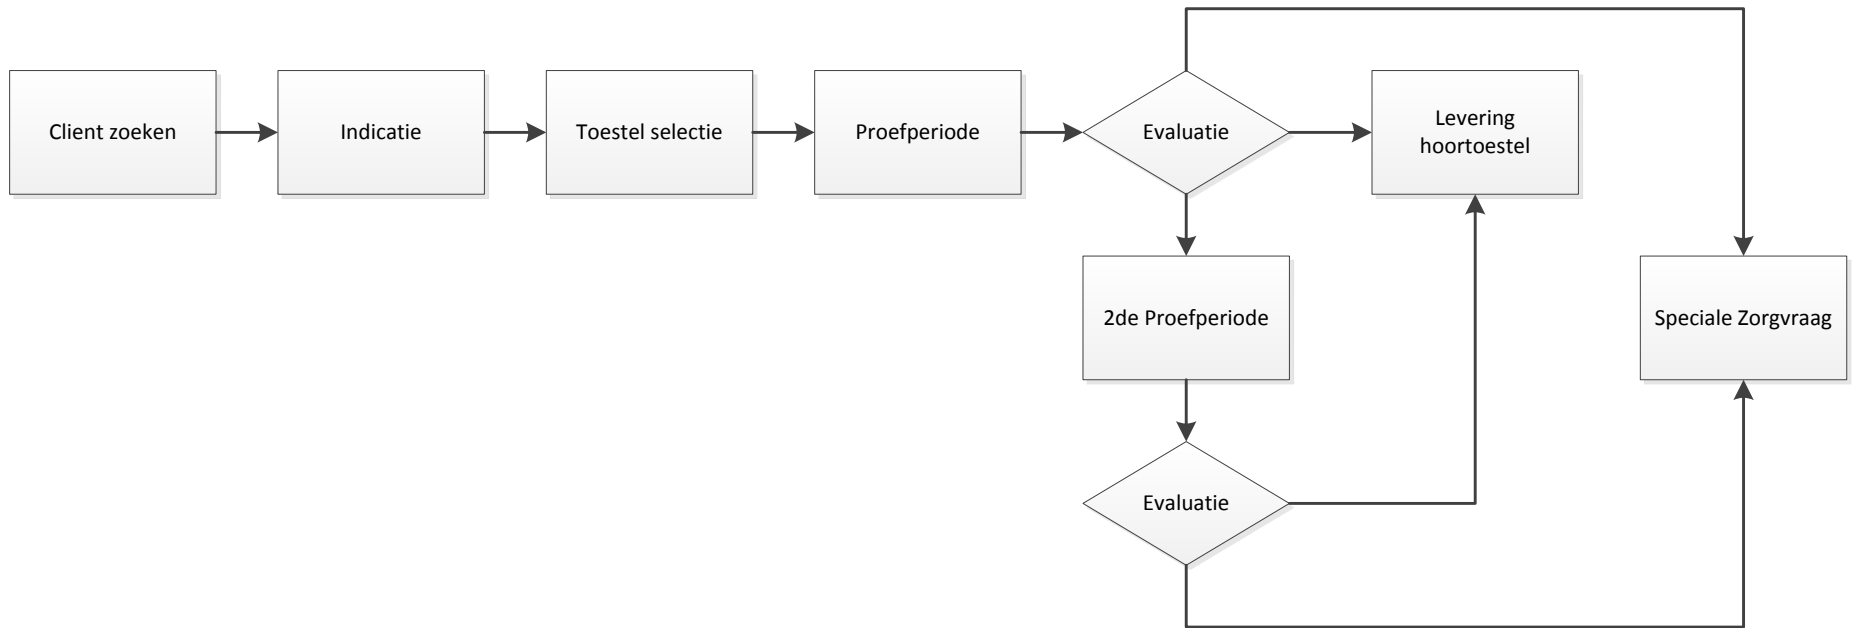 Client zoeken
Indicatie
Toestel selectie
Proefperiode
Evaluatie
Levering
hoortoestel
2de Proefperiode
Speciale Zorgvraag
Evaluatie